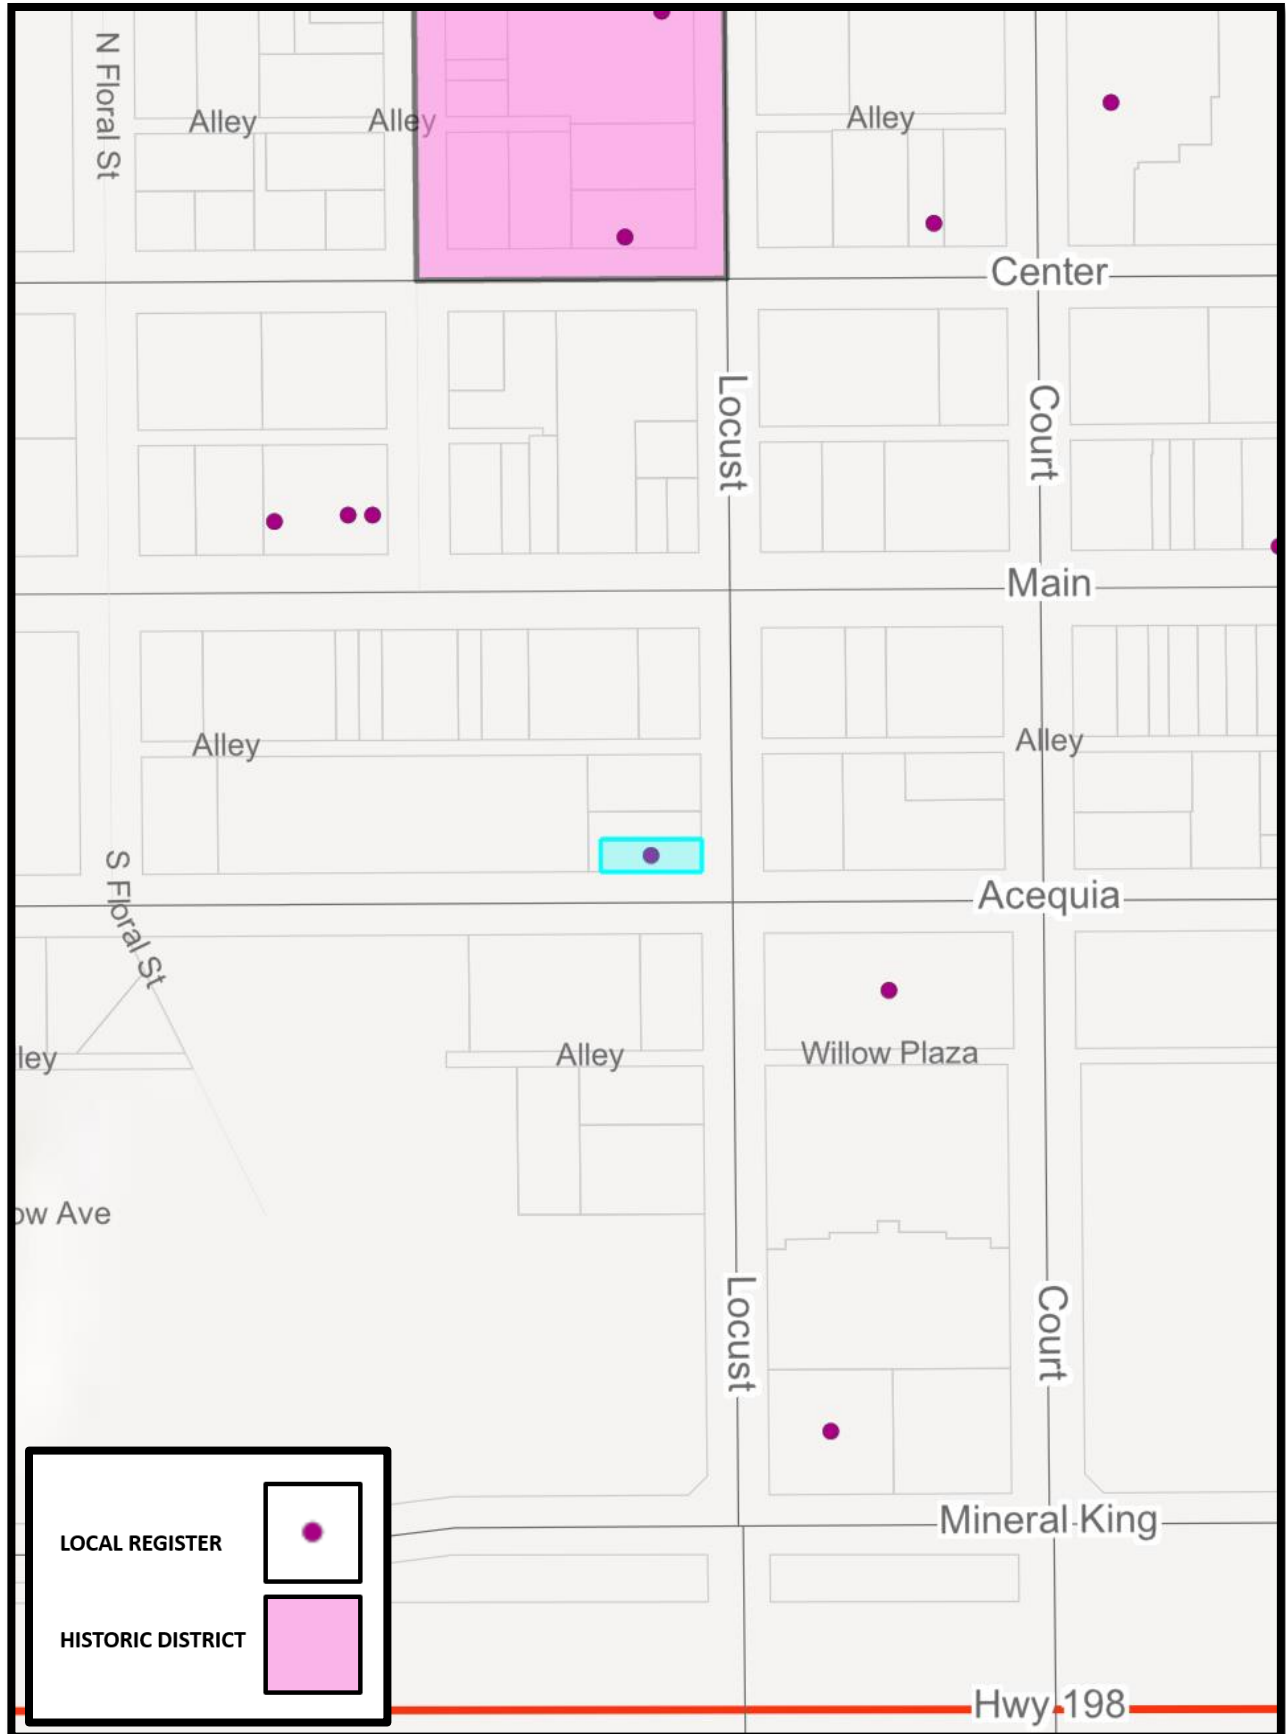 N Floral St
Alley
Alley
Alley
Center
Locust
Court
Main
Alley
Alley
S Floral St
Acequia
Alley
Willow Plaza
ley
ow Ave
Locust
Court
Mineral King
LOCAL REGISTER
HISTORIC DISTRICT
Hwy 198